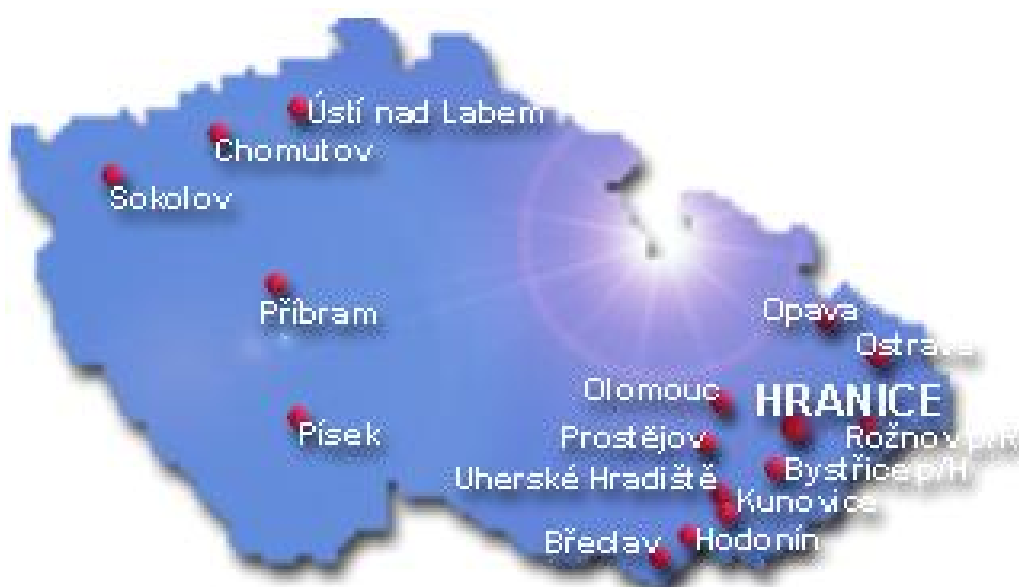 Ústí nad Labem
Chomutov
Sokolov
Příbram
Opava
Ostrava
Olomouc
HRANICE
Písek
Prostějov
Rožnov p/R
Uherské Hradiště
Bystřice p/H
Kunovice
Břeclav
Hodonín